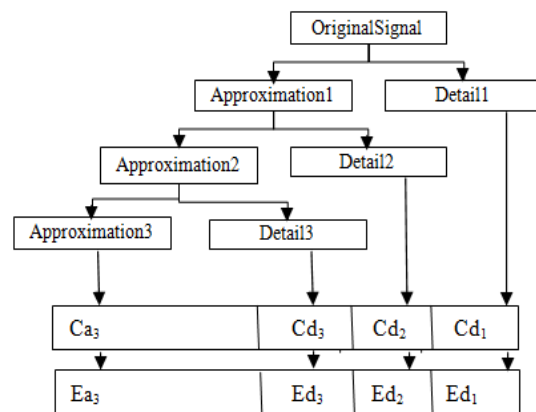 OriginalSignal
Approximation1 Detail1
Approximation2 Detail2
Approximation3 Detail3
Ca₃ Cd₃ Cd₂ Cd₁
Ea₃ Ed₃ Ed₂ Ed₁